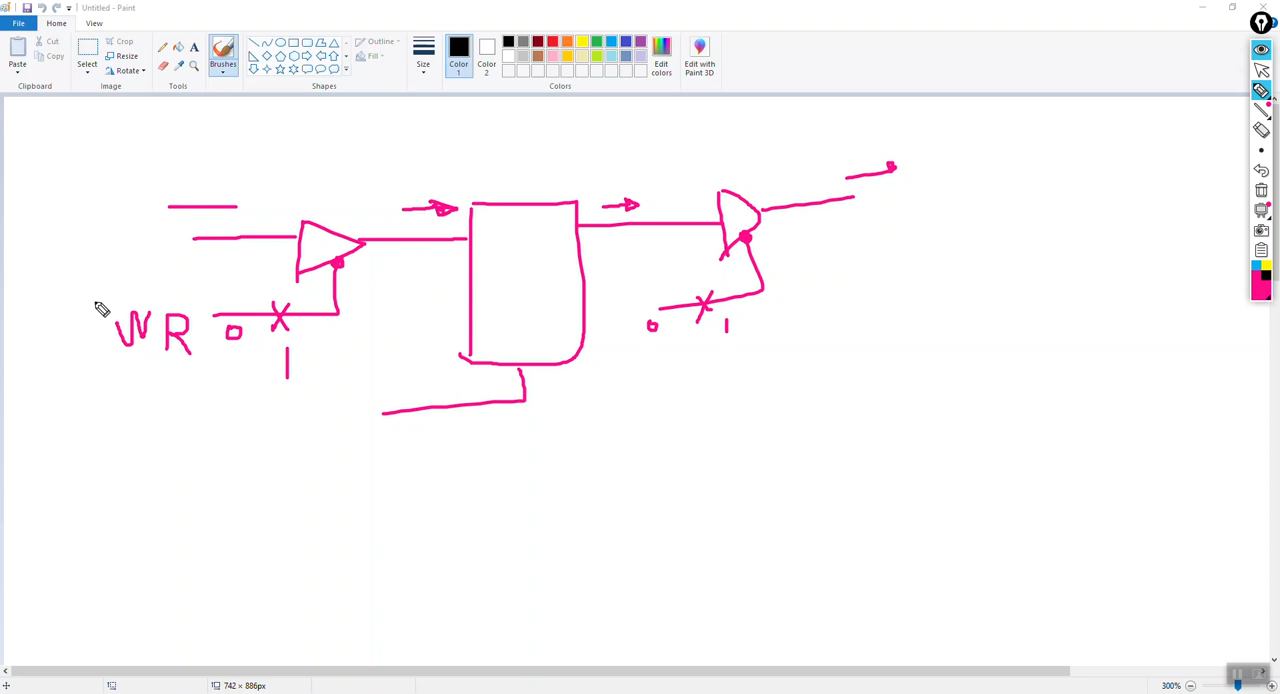 Untitled - Paint
File Home View
Paste
Cut
Copy
Clipboard
Select
Crop
Resize
Rotate
Image
A
Tools
Brushes
Outline
Fill
Shapes
Size
Color 1
Color 2
Edit colors
Colors
Edit with Paint 3D
WR 0
1
0 1
742 × 886px
300%